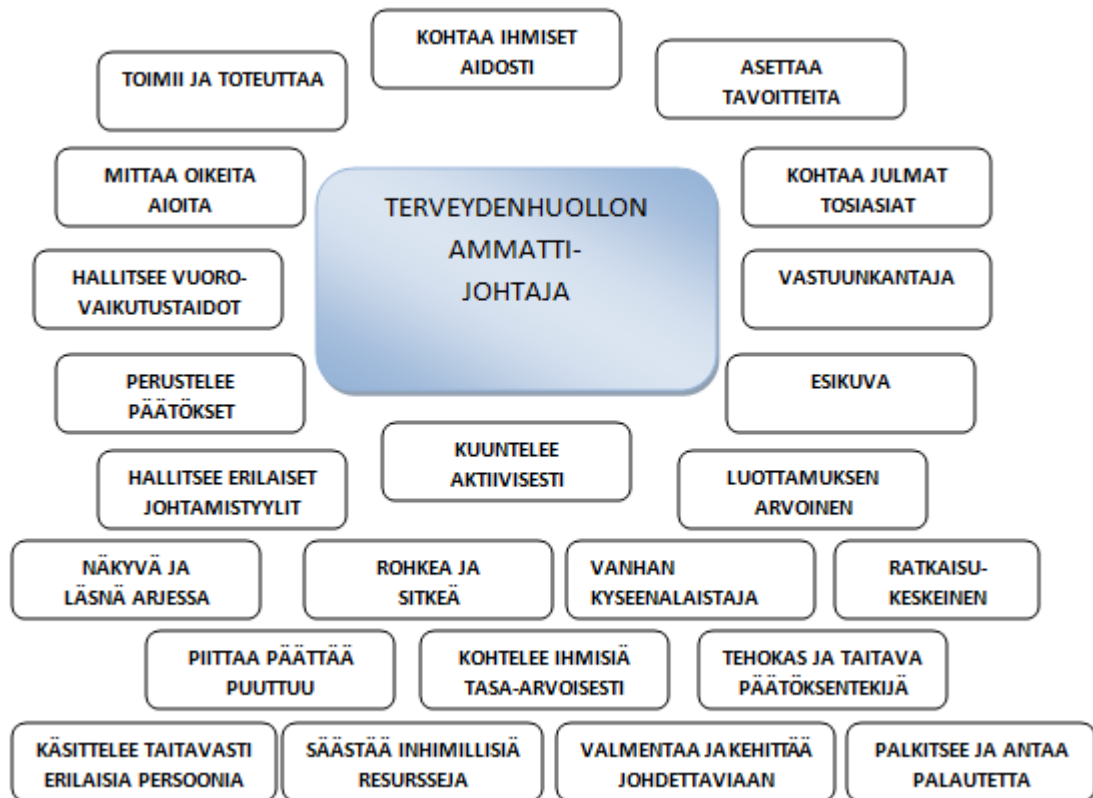 KOHTAA IHMISET
AIDOSTI
TOIMII JA TOTEUTTAA
ASETTAA
TAVOITTEITA
MITTAA OIKEITA
AIOITA
TERVEYDENHUOLLON
AMMATTI-
JOHTAJA
KOHTAA JULMAT
TOSIASIAT
HALLITSEE VUORO-
VAIKUTUSTAIDOT
VASTUUNKANTAJA
PERUSTELEE
PÄÄTÖKSET
ESIKUVA
KUUNTELEE
AKTIIVISESTI
HALLITSEE ERILAISET
JOHTAMISTYYLIT
LUOTTAMUKSEN
ARVOINEN
NÄKYVÄ JA
LÄSNÄ ARJESSA
ROHKEA JA
SITKEÄ
VANHAN
KYSEENALAISTAJA
RATKAISU-
KESKEINEN
PIITTAA PÄÄTTÄÄ
PUUTTUU
KOHTELEE IHMISIÄ
TASA-ARVOISESTI
TEHOKAS JA TAITAVA
PÄÄTÖKSENTEKIJÄ
KÄSITTELEE TAITAVASTI
ERILAISIA PERSOONIA
SÄÄSTÄÄ INHIMILLISIÄ
RESURSSEJA
VALMENTAA JA KEHITTÄÄ
JOHDETTAVIAAN
PALKITSEE JA ANTAA
PALAUTETTA